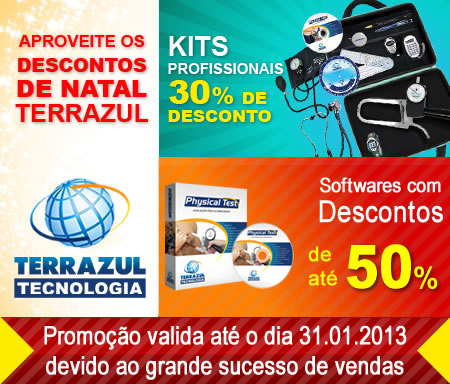 APROVEITE OS
DESCONTOS
DE NATAL
TERRAZUL
KITS
PROFISSIONAIS
30% DE
DESCONTO
TERRAZUL
TECNOLOGIA
Physical Test
Softwares com
Descontos
de
até 50%
Promoção valida até o dia 31.01.2013
devido ao grande sucesso de vendas